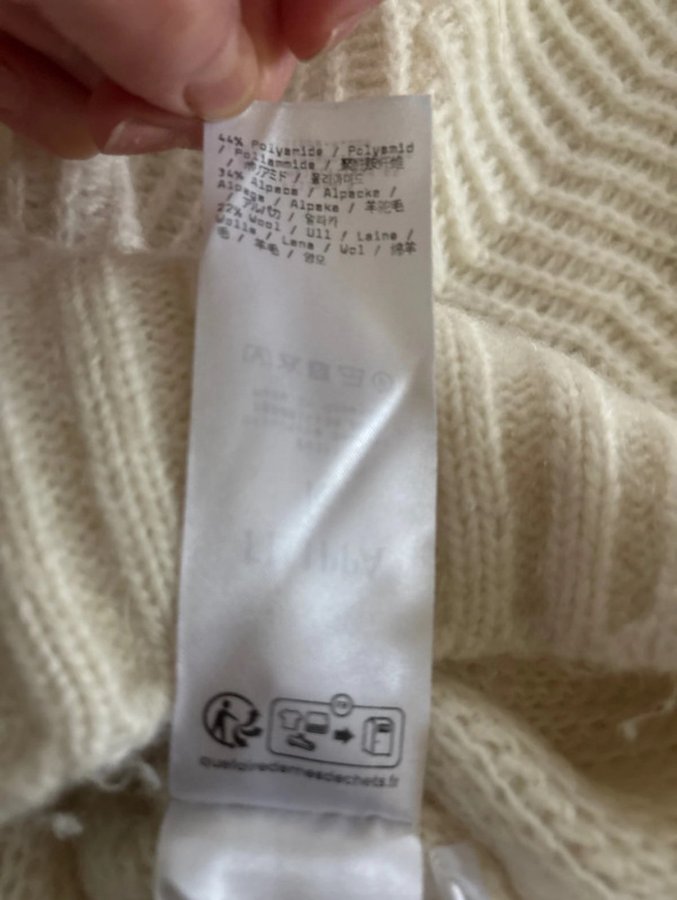 44% Polyamide / Polyamid
/ Poliammide / 聚酰胺纤维
/ ポリアミド / 폴리아미드
34% Alpaca / Alpacka /
Alpaga / Alpaka / 羊驼毛
/ アルパカ / 알파카
22% Wool / Ull / Laine /
Wolle / Lana / Wol / 绵羊
毛 / 羊毛 / 양모
FR
quefairedemesdechets.fr